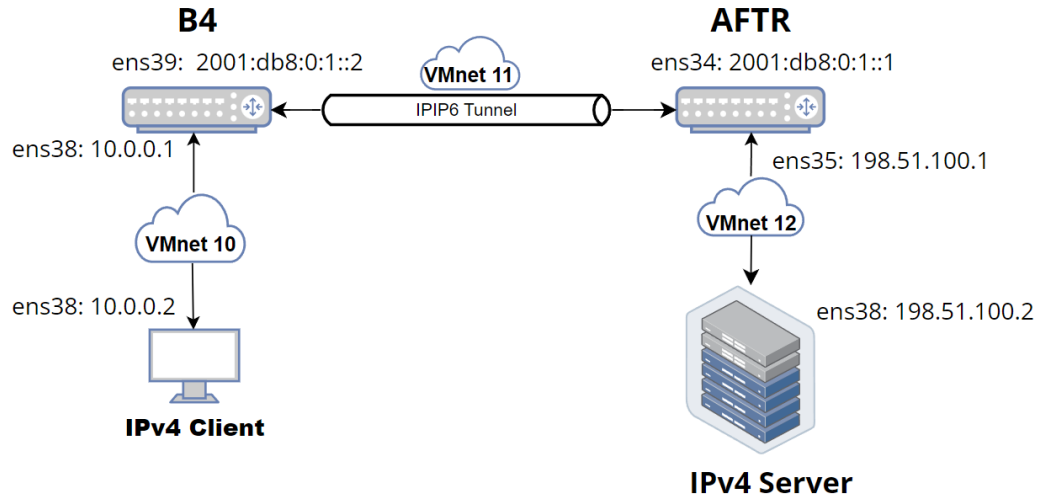 B4
AFTR
ens39: 2001:db8:0:1::2
VMnet 11
ens34: 2001:db8:0:1::1
IPIP6 Tunnel
ens38: 10.0.0.1
ens35: 198.51.100.1
VMnet 10
VMnet 12
ens38: 10.0.0.2
ens38: 198.51.100.2
IPv4 Client
IPv4 Server